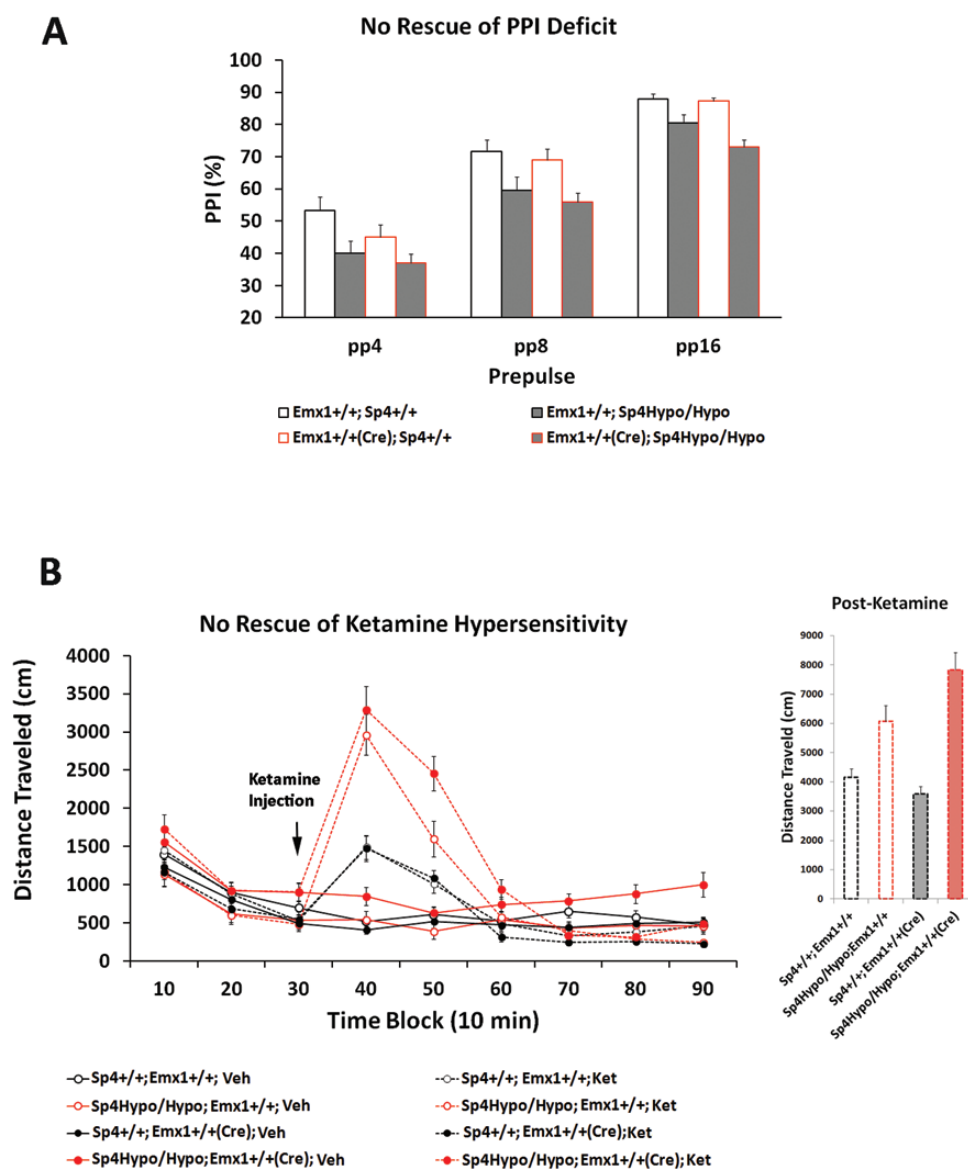 A
No Rescue of PPI Deficit
100
90
80
70
60
50
40
30
20
PPI (%)
pp4 pp8 pp16
Prepulse
Emx1+/+; Sp4+/+ Emx1+/+; Sp4Hypo/Hypo
Emx1+/+(Cre); Sp4+/+ Emx1+/+(Cre); Sp4Hypo/Hypo
B
No Rescue of Ketamine Hypersensitivity
4000
3500
3000
2500
2000
1500
1000
500
0
Distance Traveled (cm)
Ketamine
Injection
10 20 30 40 50 60 70 80 90
Time Block (10 min)
Post-Ketamine
9000
8000
7000
6000
5000
4000
3000
2000
1000
0
Distance Traveld (cm)
Sp4+/+; Emx1+/+
Sp4Hypo/Hypo;Emx1+/+
Sp4+/+; Emx1+/+(Cre)
Sp4Hypo/Hypo; Emx1+/+(Cre)
Sp4+/+;Emx1+/+; Veh Sp4+/+; Emx1+/+;Ket
Sp4Hypo/Hypo; Emx1+/+; Veh Sp4Hypo/Hypo; Emx1+/+; Ket
Sp4+/+; Emx1+/+(Cre); Veh Sp4+/+; Emx1+/+(Cre);Ket
Sp4Hypo/Hypo;Emx1+/+(Cre); Veh Sp4Hypo/Hypo; Emx1+/+(Cre); Ket